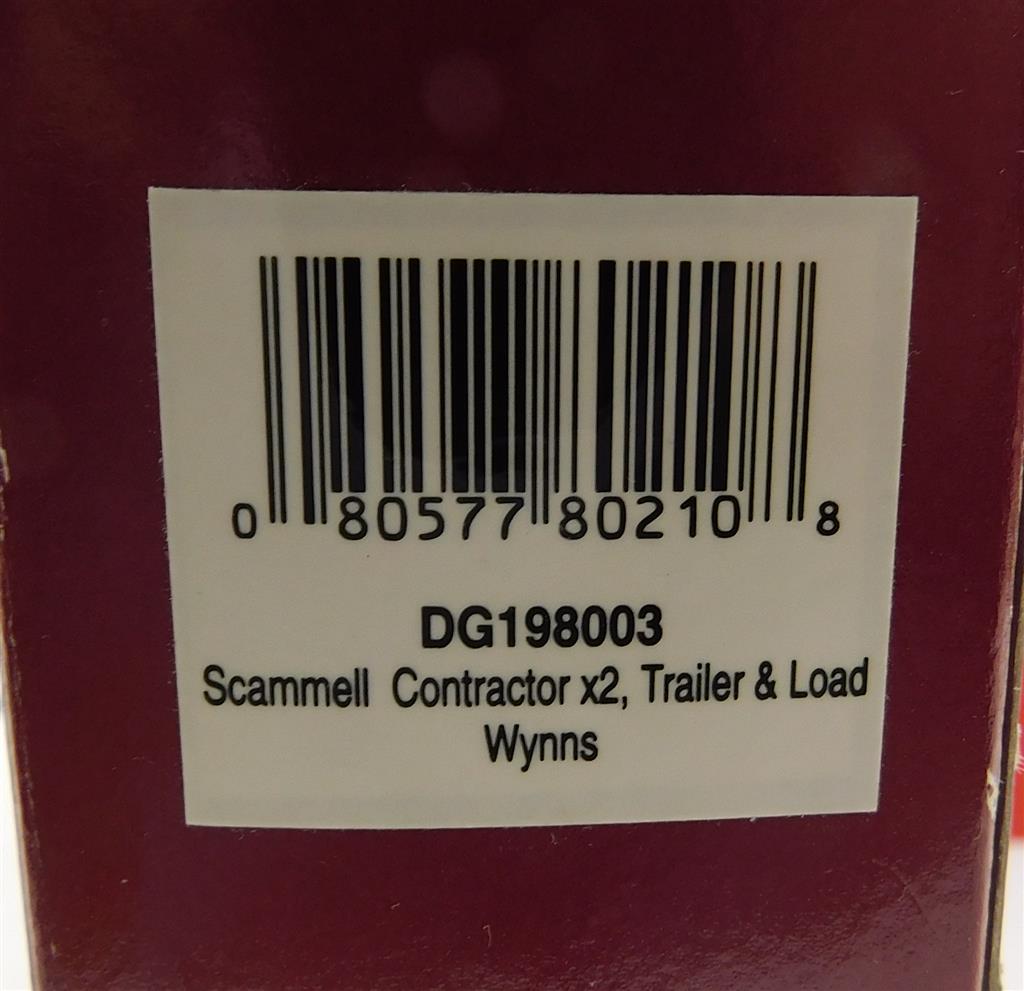 0 80577 80210 8
DG198003
Scammell Contractor x2, Trailer & Load
Wynns